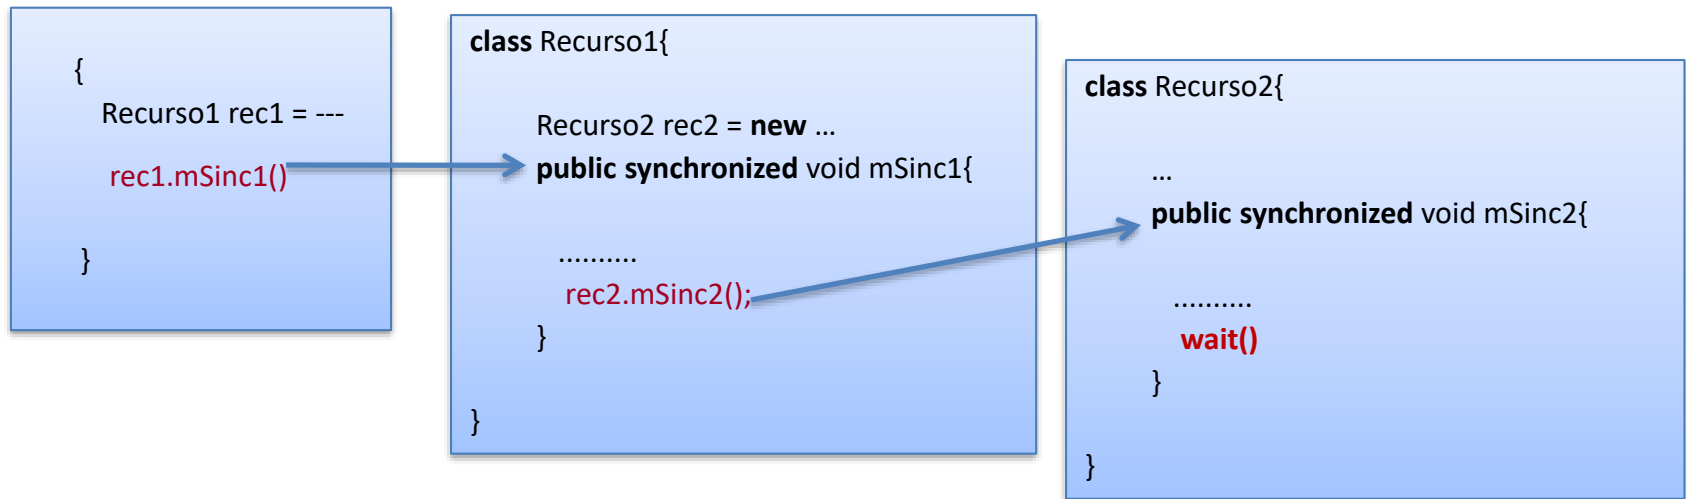 {
Recurso1 rec1 = ---
rec1.mSinc1()
}
class Recurso1{
Recurso2 rec2 = new …
public synchronized void mSinc1{
..........
rec2.mSinc2();
}
}
class Recurso2{
…
public synchronized void mSinc2{
..........
wait()
}
}